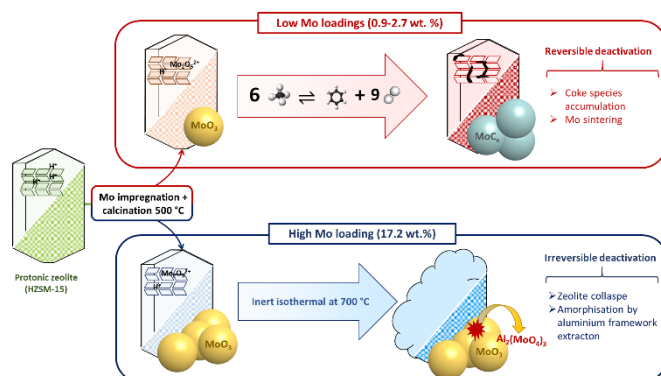 Low Mo loadings (0.9-2.7 wt. %)
Reversible deactivation
Mo₂O₅²⁺
H⁺
6 ⇌ + 9
➢ Coke species
accumulation
➢ Mo sintering
MoO₃
MoCₓ
H⁺
H⁺
H⁺ H⁺
Mo impregnation +
calcination 500 °C
Protonic zeolite
(HZSM-15)
High Mo loading (17.2 wt.%)
Irreversible deactivation
Mo₂O₅²⁺
H⁺
Inert isothermal at 700 °C
➢ Zeolite collaspe
➢ Amorphisation by
aluminium framework
extracton
MoO₃
MoO₃
Al₂(MoO₄)₃